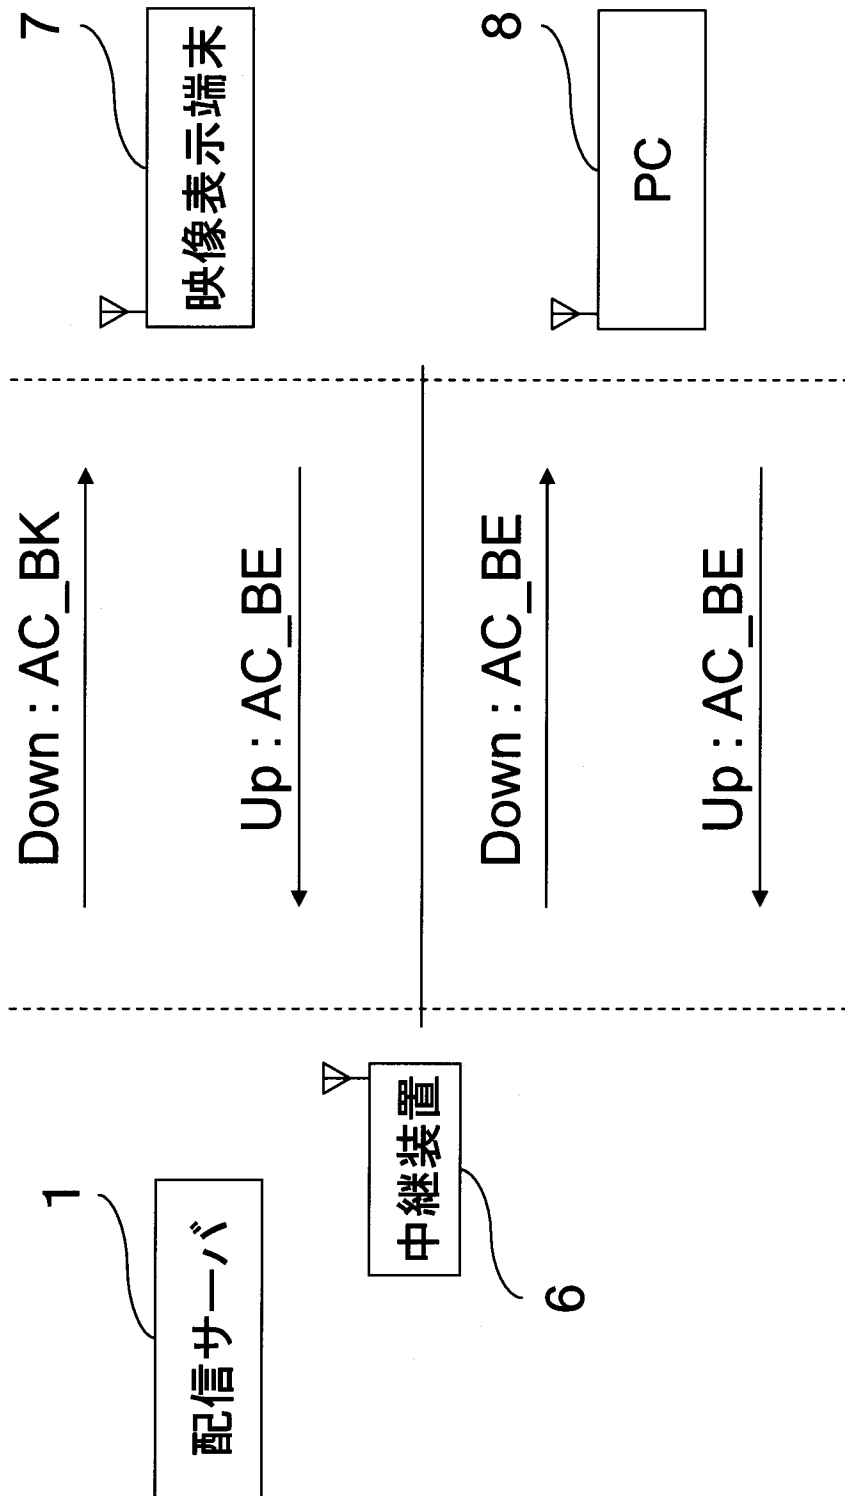 1
配信サーバ
中継装置
6
Down : AC_BK
Up : AC_BE
Down : AC_BE
Up : AC_BE
7
映像表示端末
8
PC